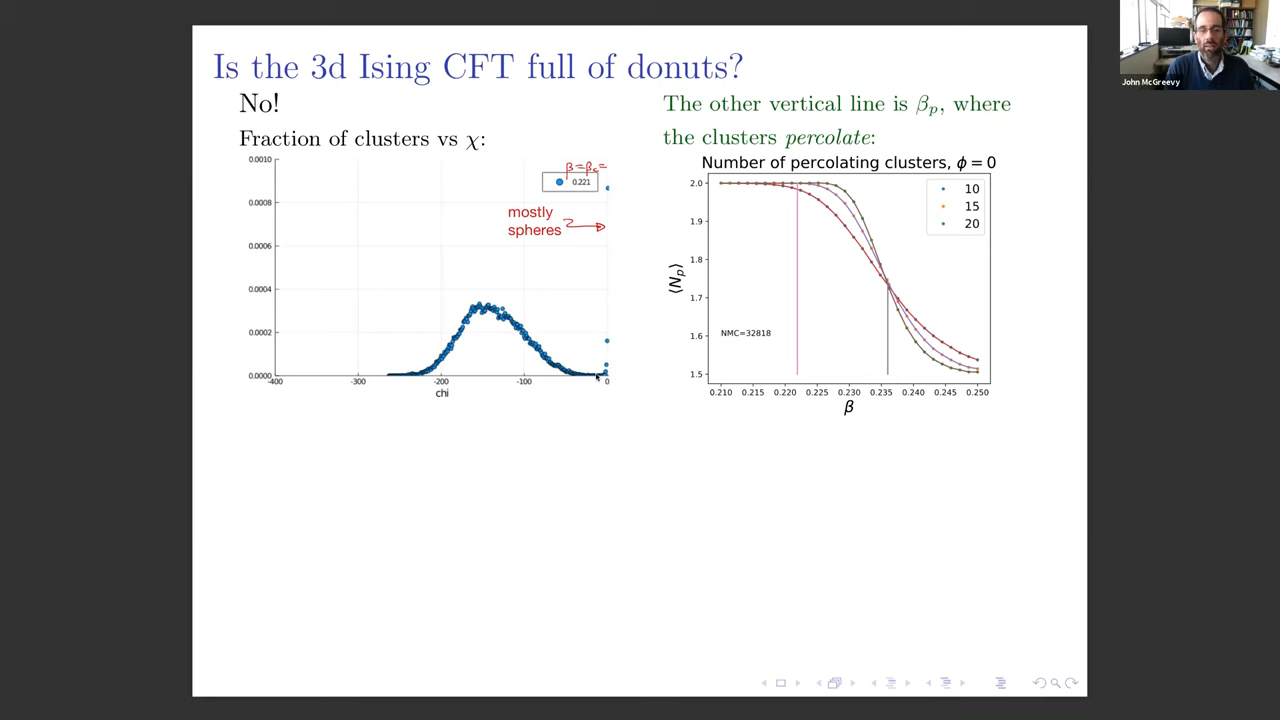 Is the 3d Ising CFT full of donuts?
No!
Fraction of clusters vs χ:
0.0010
0.0008
0.0006
0.0004
0.0002
0.0000
-400
-300
-200
-100
0
chi
β=βc=
0.221
mostly
spheres
The other vertical line is βp, where
the clusters percolate:
Number of percolating clusters, ϕ = 0
2.0
1.9
1.8
1.7
1.6
1.5
⟨Np⟩
10
15
20
NMC=32818
0.210 0.215 0.220 0.225 0.230 0.235 0.240 0.245 0.250
β
John McGreevy